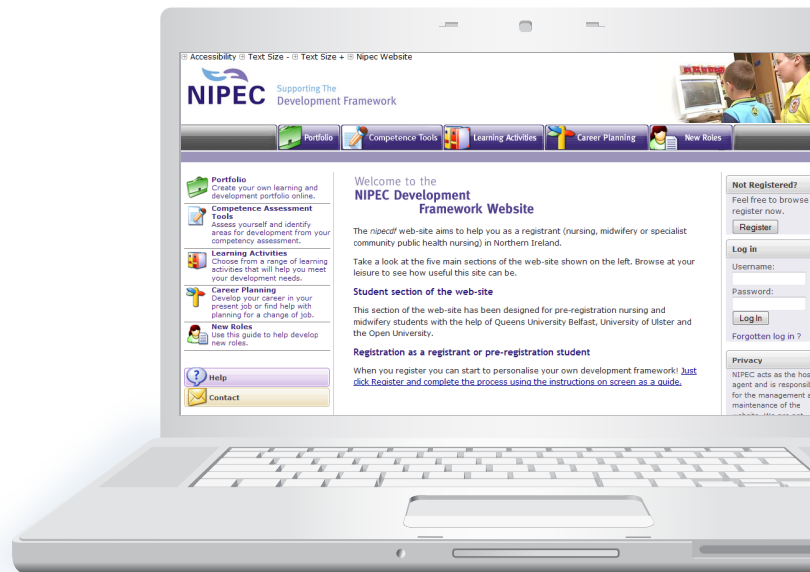 Accessibility Text Size - Text Size + Nipec Website
NIPEC
Supporting The
Development Framework
Portfolio Competence Tools Learning Activities Career Planning New Roles
Portfolio
Create your own learning and
development portfolio online.
Competence Assessment
Tools
Assess yourself and identify
areas for development from your
competency assessment.
Learning Activities
Choose from a range of learning
activities that will help you meet
your development needs.
Career Planning
Develop your career in your
present job or find help with
planning for a change of job.
New Roles
Use this guide to help develop
new roles.
? Help
Contact
Welcome to the
NIPEC Development
Framework Website
The nipecdf web-site aims to help you as a registrant (nursing, midwifery or specialist
community public health nursing) in Northern Ireland.
Take a look at the five main sections of the web-site shown on the left. Browse at your
leisure to see how useful this site can be.
Student section of the web-site
This section of the web-site has been designed for pre-registration nursing and
midwifery students with the help of Queens University Belfast, University of Ulster and
the Open University.
Registration as a registrant or pre-registration student
When you register you can start to personalise your own development framework! Just
click Register and complete the process using the instructions on screen as a guide.
Not Registered?
Feel free to browse
register now.
Register
Log in
Username:
Password:
Log In
Forgotten log in ?
Privacy
NIPEC acts as the hos
agent and is responsil
for the management a
maintenance of the